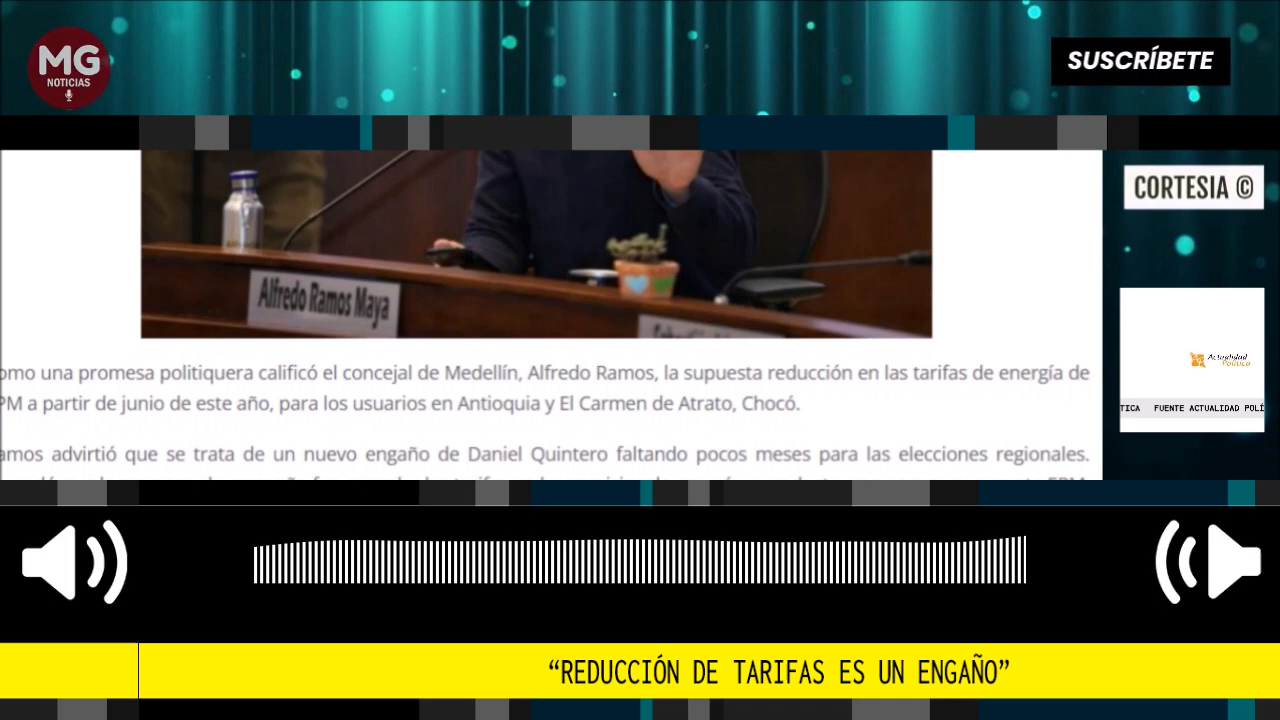 MG
NOTICIAS
SUSCRÍBETE
CORTESIA ©
Alfredo Ramos Maya
omo una promesa politiquera calificó el concejal de Medellín, Alfredo Ramos, la supuesta reducción en las tarifas de energía de
PM a partir de junio de este año, para los usuarios en Antioquia y El Carmen de Atrato, Chocó.
Actualidad
Política
TICA FUENTE ACTUALIDAD POLÍ
amos advirtió que se trata de un nuevo engaño de Daniel Quintero faltando pocos meses para las elecciones regionales.
“REDUCCIÓN DE TARIFAS ES UN ENGAÑO”